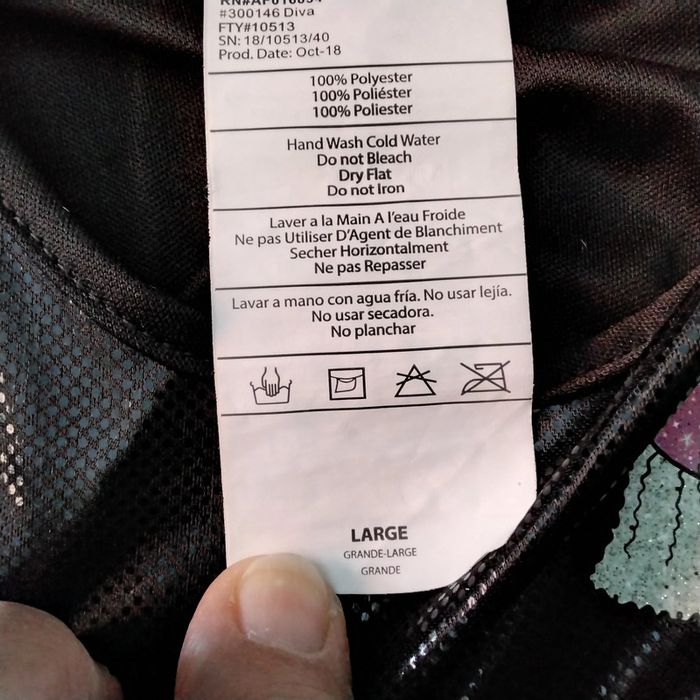 #300146 Diva
FTY#10513
SN: 18/10513/40
Prod. Date: Oct-18
100% Polyester
100% Poliéster
100% Poliester
Hand Wash Cold Water
Do not Bleach
Dry Flat
Do not Iron
Laver a la Main A l'eau Froide
Ne pas Utiliser D'Agent de Blanchiment
Secher Horizontalment
Ne pas Repasser
Lavar a mano con agua fría. No usar lejía.
No usar secadora.
No planchar
LARGE
GRANDE-LARGE
GRANDE